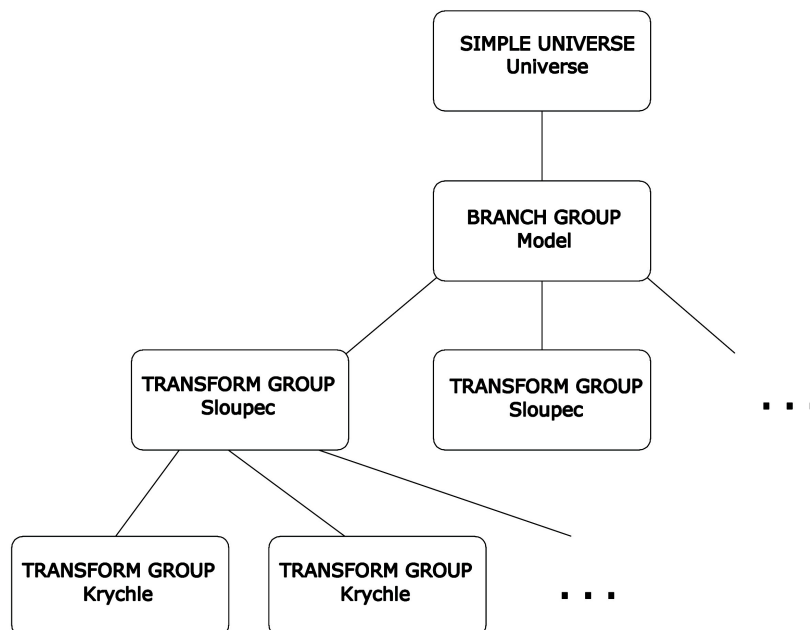 SIMPLE UNIVERSE
Universe
BRANCH GROUP
Model
TRANSFORM GROUP
Sloupec
TRANSFORM GROUP
Sloupec
...
TRANSFORM GROUP
Krychle
TRANSFORM GROUP
Krychle
...